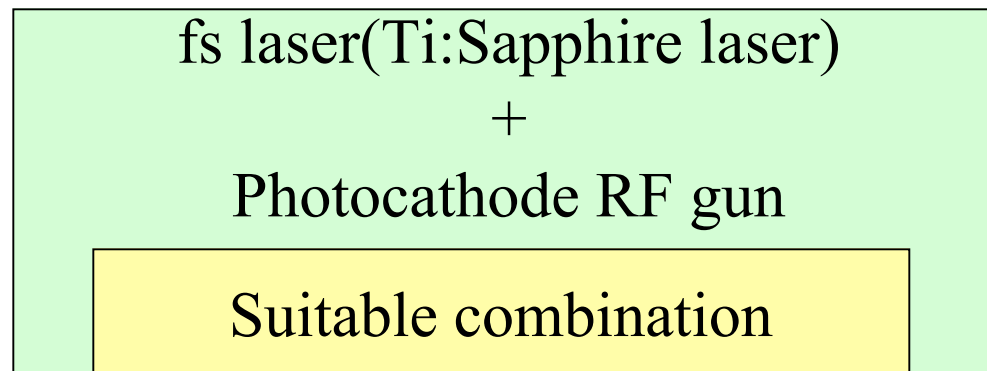 fs laser(Ti:Sapphire laser)
+
Photocathode RF gun
Suitable combination